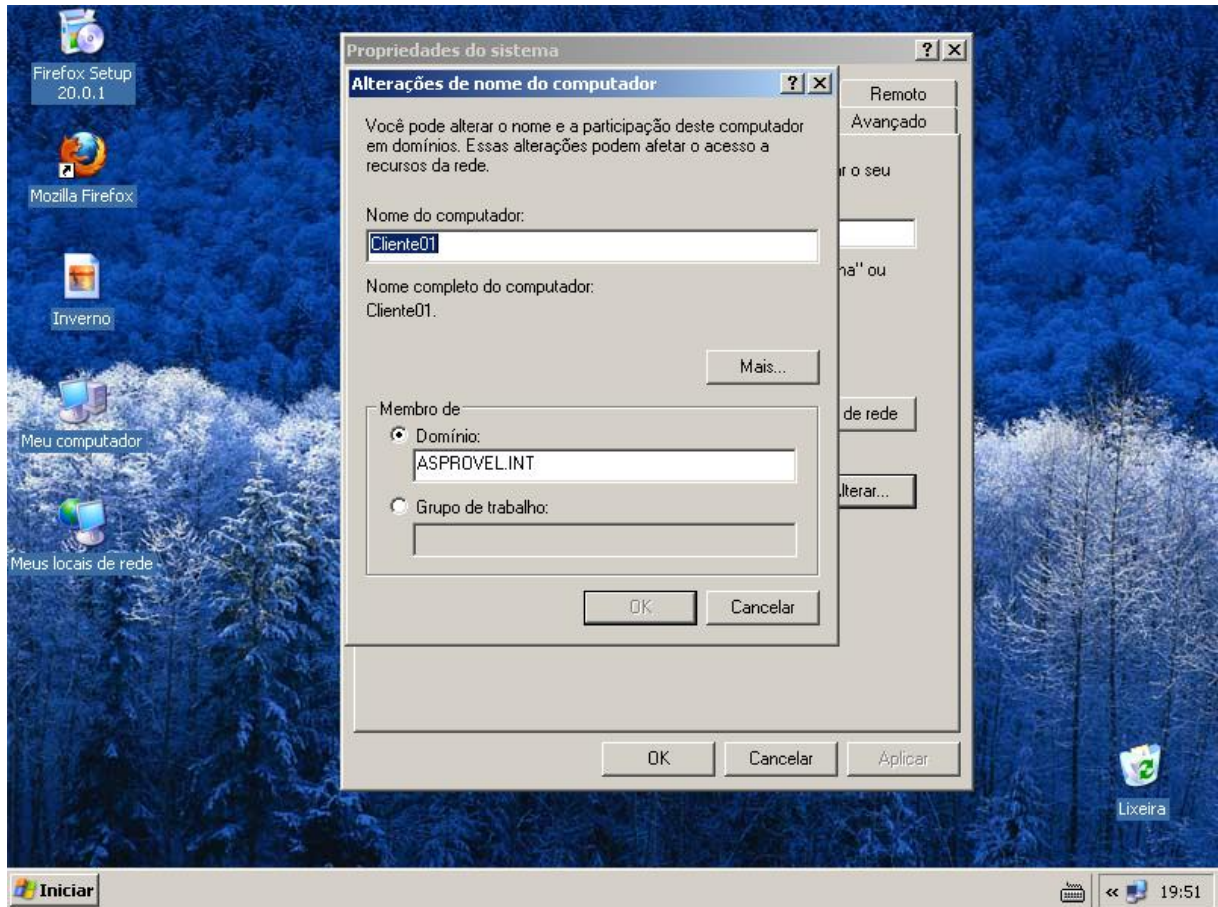 Firefox Setup
20.0.1
Mozilla Firefox
Inverno
Meu computador
Meus locais de rede
Propriedades do sistema
Alterações de nome do computador
Remoto
Avançado
Você pode alterar o nome e a participação deste computador
em domínios. Essas alterações podem afetar o acesso a
recursos da rede.
r o seu
Nome do computador:
Cliente01
na" ou
Nome completo do computador:
Cliente01.
Mais...
Membro de
de rede
Domínio:
ASPROVEL.INT
lterar...
Grupo de trabalho:
OK Cancelar
OK Cancelar Aplicar
Lixeira
Iniciar
« 19:51